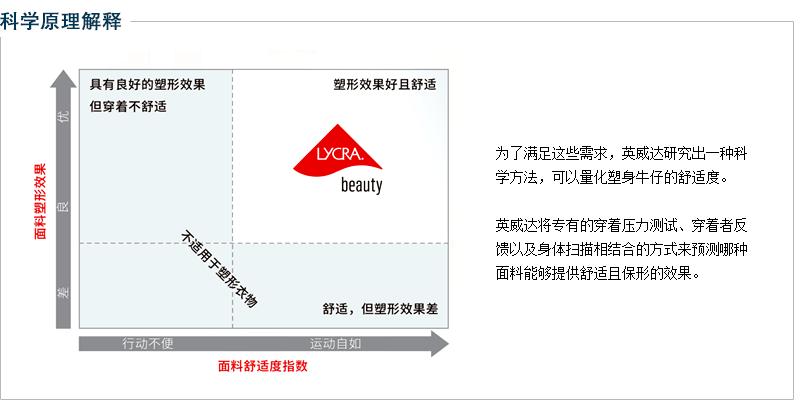 科学原理解释
具有良好的塑形效果
但穿着不舒适
塑形效果好且舒适
LYCRA.
beauty
不适用于塑形衣物
舒适，但塑形效果差
面料塑形效果
优
良
差
行动不便
运动自如
面料舒适度指数
为了满足这些需求，英威达研究出一种科
学方法，可以量化塑身牛仔的舒适度。
英威达将专有的穿着压力测试、穿着者反
馈以及身体扫描相结合的方式来预测哪种
面料能够提供舒适且保形的效果。